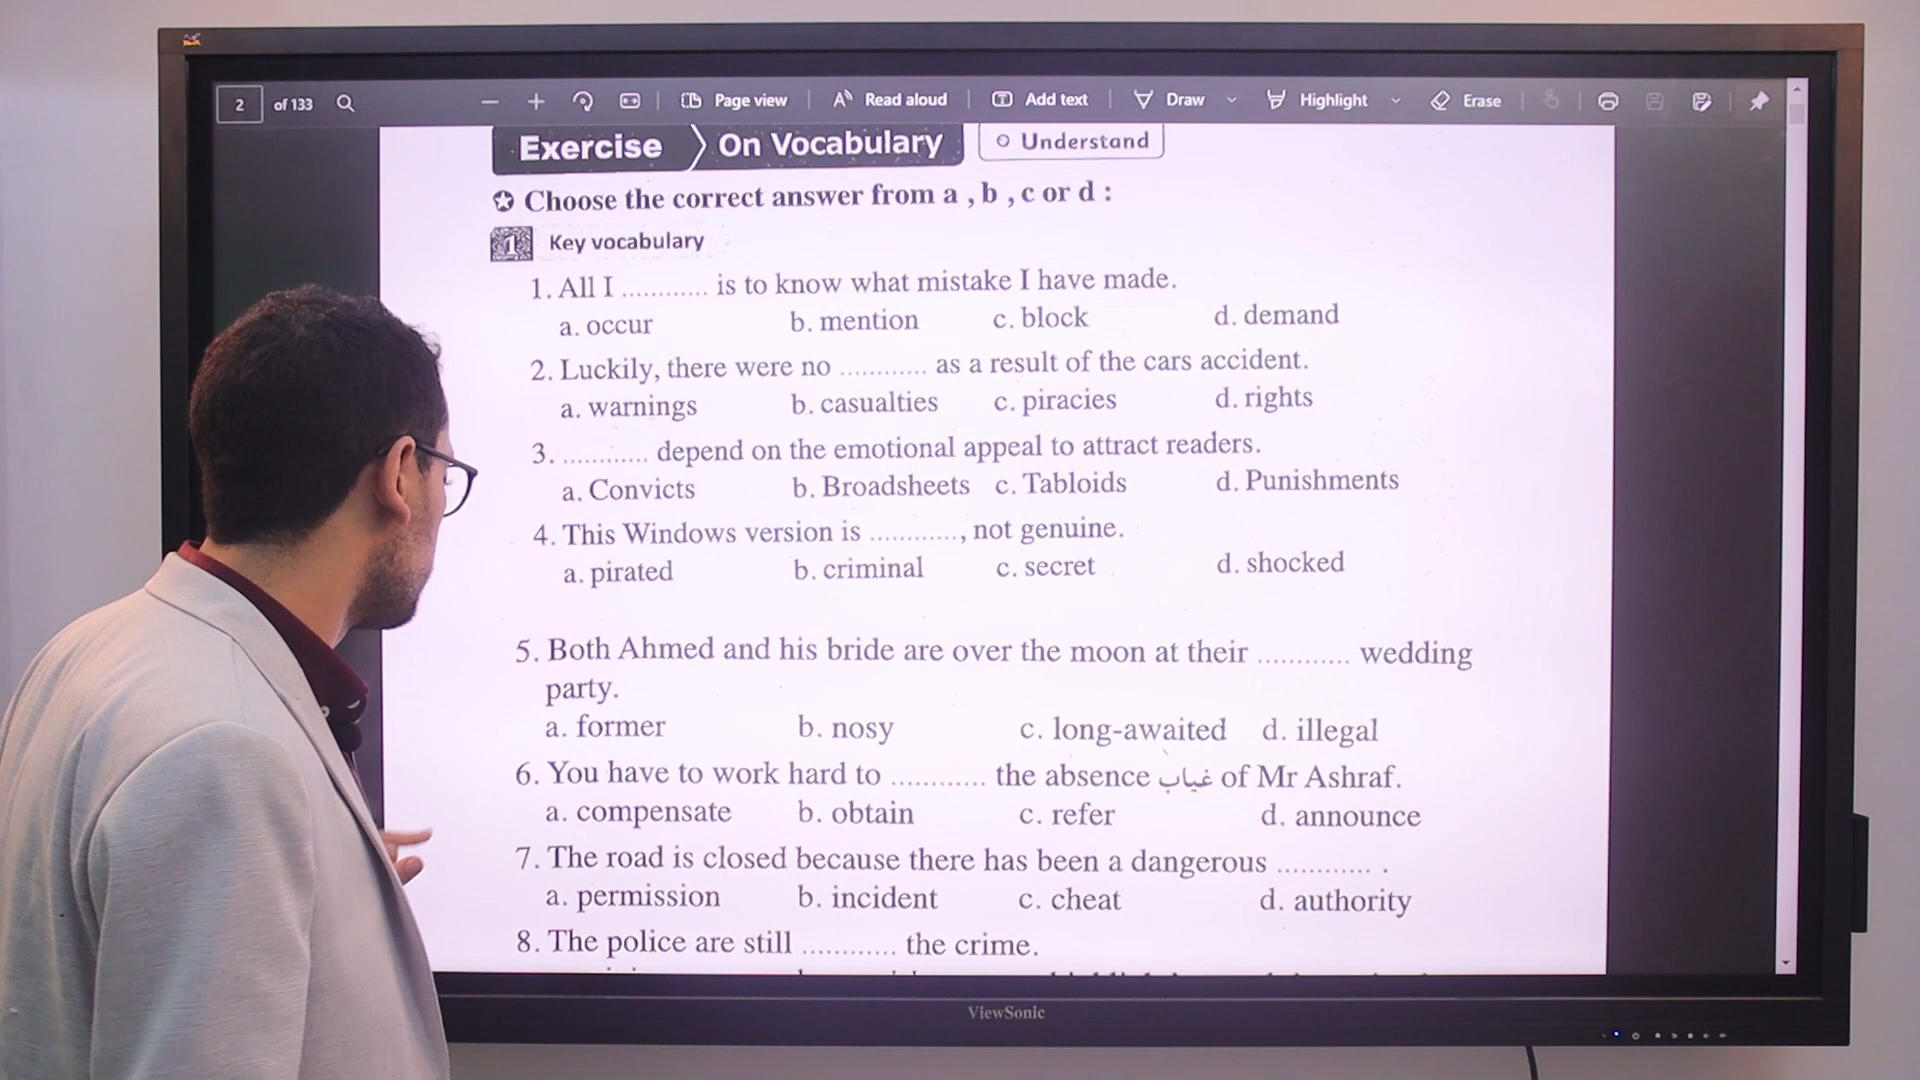 2 of 133 Page view Read aloud Add text Draw Highlight Erase
Exercise On Vocabulary Understand
Choose the correct answer from a , b , c or d :
1 Key vocabulary
1. All I ............ is to know what mistake I have made.
a. occur b. mention c. block d. demand
2. Luckily, there were no ............ as a result of the cars accident.
a. warnings b. casualties c. piracies d. rights
3. ............ depend on the emotional appeal to attract readers.
a. Convicts b. Broadsheets c. Tabloids d. Punishments
4. This Windows version is ............, not genuine.
a. pirated b. criminal c. secret d. shocked
5. Both Ahmed and his bride are over the moon at their ............ wedding
party.
a. former b. nosy c. long-awaited d. illegal
6. You have to work hard to ............ the absence غياب of Mr Ashraf.
a. compensate b. obtain c. refer d. announce
7. The road is closed because there has been a dangerous ............ .
a. permission b. incident c. cheat d. authority
8. The police are still ............ the crime.
ViewSonic